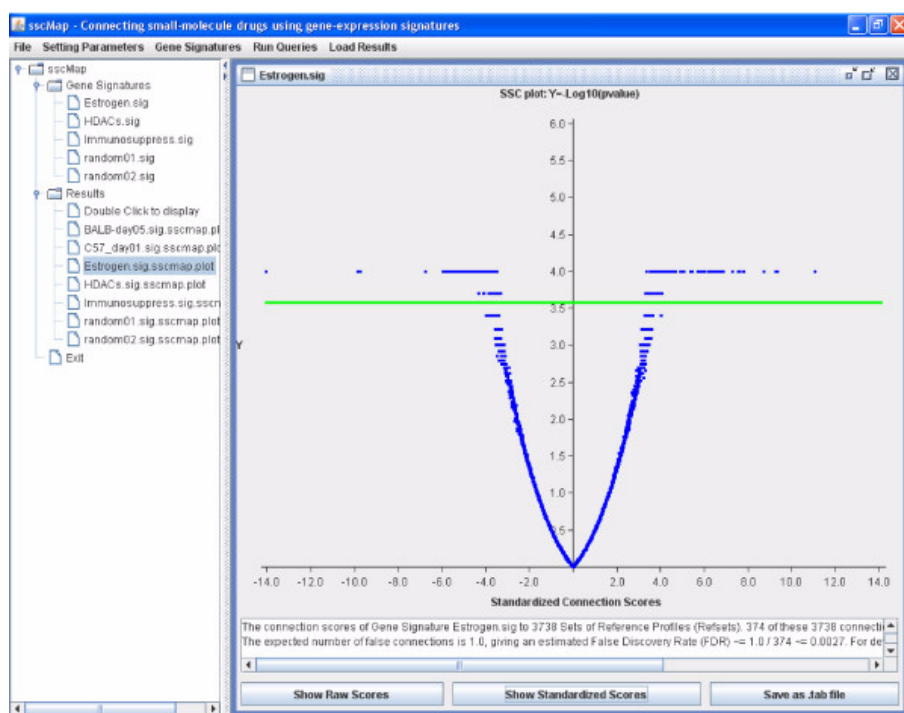 sscMap - Connecting small-molecule drugs using gene-expression signatures
File Setting Parameters Gene Signatures Run Queries Load Results
sscMap
Gene Signatures
Estrogen.sig
HDACs.sig
Immunosuppress.sig
random01.sig
random02.sig
Results
Double Click to display
BALB-day05.sig.sscmap.pl
C57_day01.sig.sscmap.plo
Estrogen.sig.sscmap.plot
HDACs.sig.sscmap.plot
Immunosuppress.sig.sscm
random01.sig.sscmap.plot
random02.sig.sscmap.plot
Exit
Estrogen.sig
SSC plot: Y=-Log10(pvalue)
6.0
5.0
4.5
4.0
3.5
3.0
2.5
2.0
1.5
1.0
0.5
Y
-14.0 -12.0 -10.0 -8.0 -6.0 -4.0 -2.0 2.0 4.0 6.0 8.0 10.0 12.0 14.0
Standardized Connection Scores
The connection scores of Gene Signature Estrogen.sig to 3738 Sets of Reference Profiles (Refsets). 374 of these 3738 connecti
The expected number of false connections is 1.0, giving an estimated False Discovery Rate (FDR) ~= 1.0 / 374 ~= 0.0027. For de
Show Raw Scores Show Standardized Scores Save as .tab file